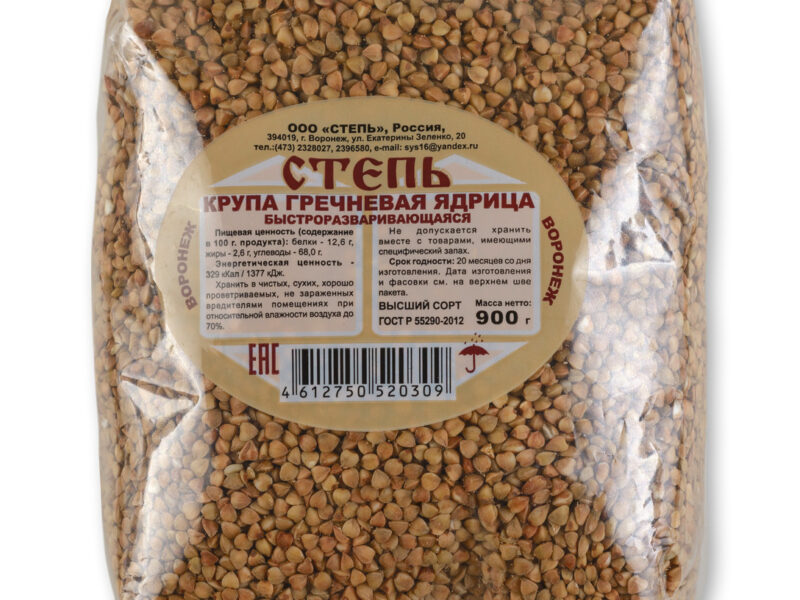 ООО «СТЕПЬ», Россия,
394019, г. Воронеж, ул. Екатерины Зеленко, 20
тел.:(473) 2328027, 2396580, e-mail: sys16@yandex.ru
СТЕПЬ
КРУПА ГРЕЧНЕВАЯ ЯДРИЦА
БЫСТРОРАЗВАРИВАЮЩАЯСЯ
ВОРОНЕЖ
Пищевая ценность (содержание
в 100 г. продукта): белки - 12,6 г,
жиры - 2,6 г, углеводы - 68,0 г.
Энергетическая ценность -
329 кКал / 1377 кДж.
Хранить в чистых, сухих, хорошо
проветриваемых, не зараженных
вредителями помещениях при
относительной влажности воздуха до
70%.
Не допускается хранить
вместе с товарами, имеющими
специфический запах.
Срок годности: 20 месяцев со дня
изготовления. Дата изготовления
и фасовки см. на верхнем шве
пакета.
ВЫСШИЙ СОРТ
ГОСТ Р 55290-2012
Масса нетто:
900 г
ВОРОНЕЖ
ЕАС
4 612750 520309